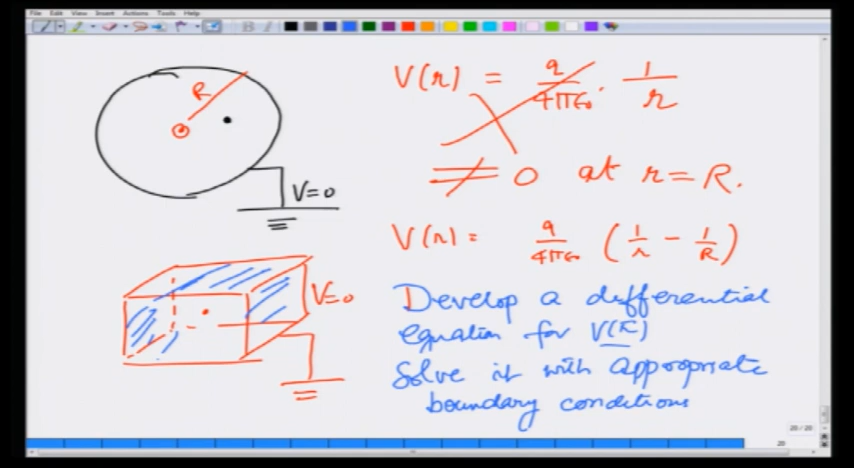 File Edit View Insert Actions Tools Help
R
V=0
V(r) = q/4πε₀ · 1/r
≠ 0 at r=R.
V(r) = q/4πε₀ (1/r - 1/R)
V=0
Develop a differential
equation for V(r)
Solve it with appropriate
boundary conditions
20/20
20